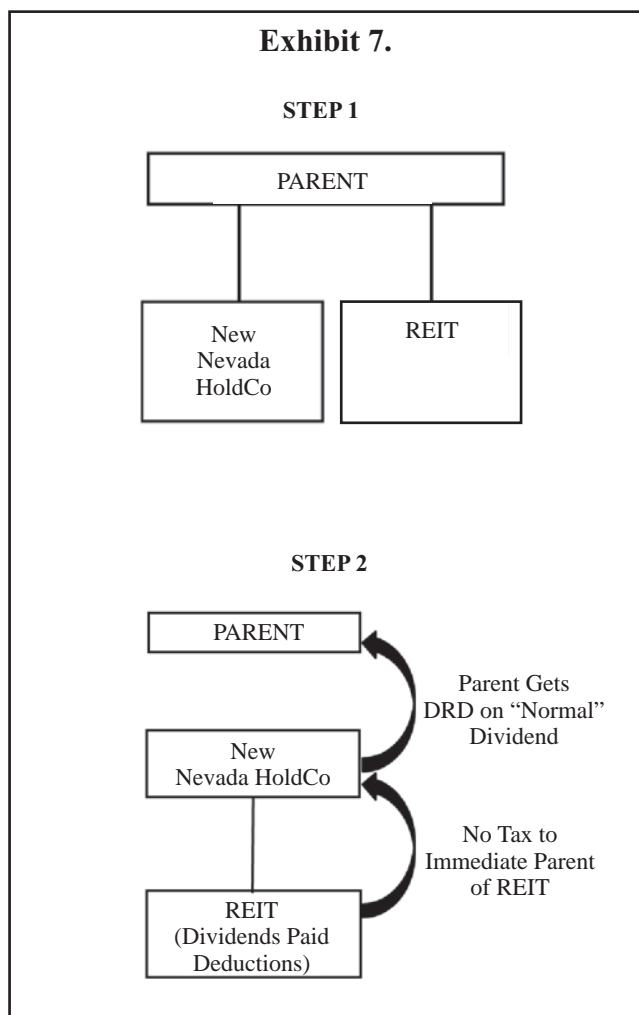 Exhibit 7.
STEP 1
PARENT
New
Nevada
HoldCo
REIT
STEP 2
PARENT
Parent Gets
DRD on “Normal”
Dividend
New
Nevada HoldCo
No Tax to
Immediate Parent
of REIT
REIT
(Dividends Paid
Deductions)